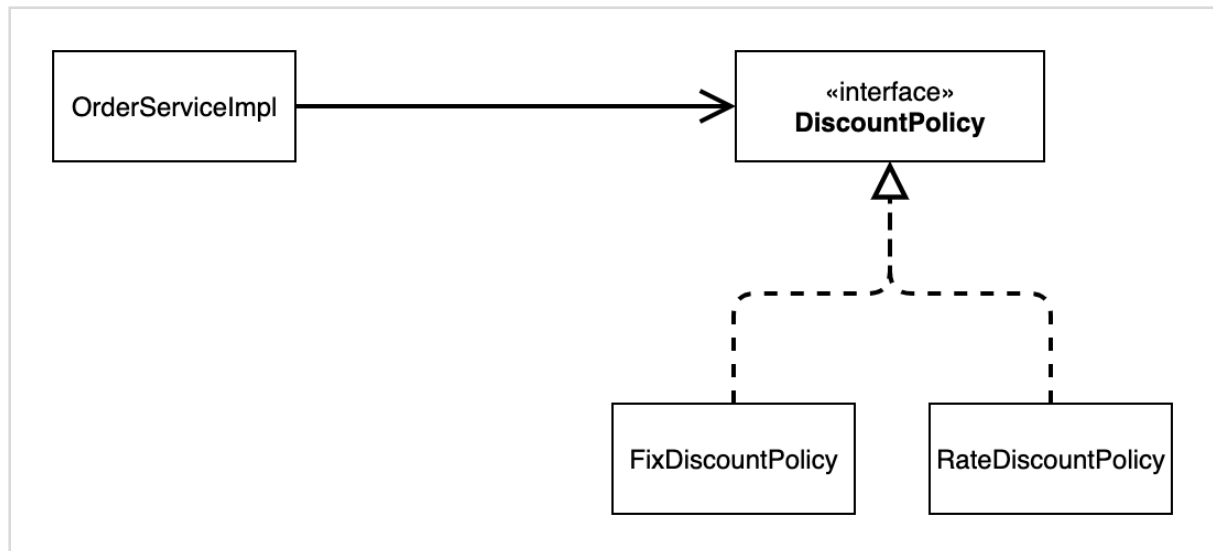 OrderServiceImpl
«interface»
DiscountPolicy
FixDiscountPolicy
RateDiscountPolicy